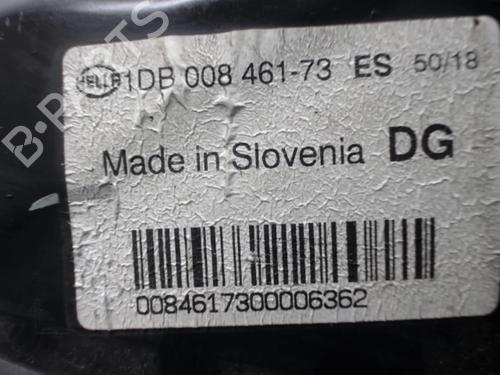 HELLA 1DB 008 461-73 ES 50/18
Made in Slovenia DG
0084617300006362
B-PARTS